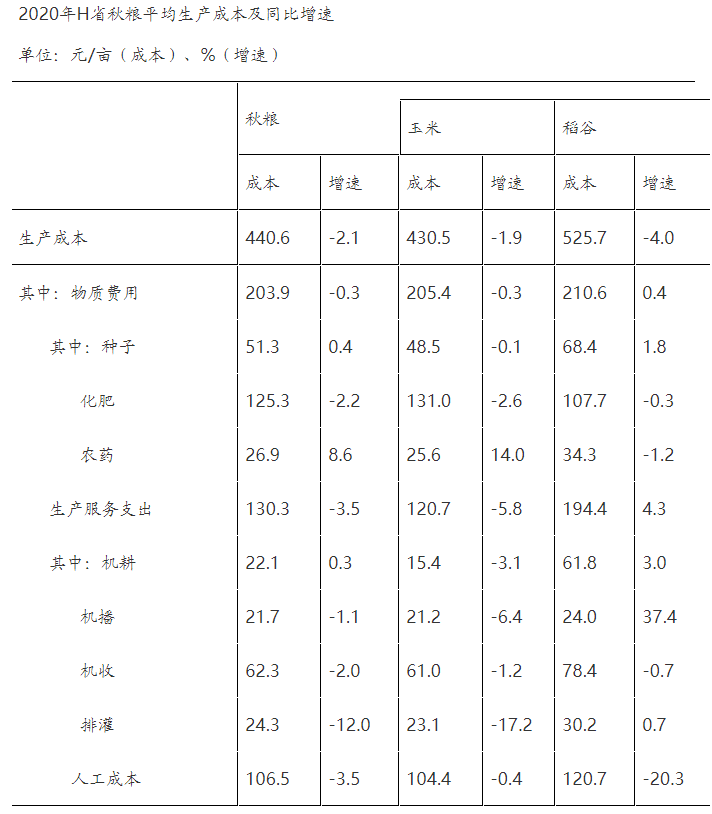 2020年H省秋粮平均生产成本及同比增速
单位：元/亩（成本）、%（增速）
秋粮 玉米 稻谷
成本 增速 成本 增速 成本 增速
生产成本 440.6 -2.1 430.5 -1.9 525.7 -4.0
其中：物质费用 203.9 -0.3 205.4 -0.3 210.6 0.4
其中：种子 51.3 0.4 48.5 -0.1 68.4 1.8
化肥 125.3 -2.2 131.0 -2.6 107.7 -0.3
农药 26.9 8.6 25.6 14.0 34.3 -1.2
生产服务支出 130.3 -3.5 120.7 -5.8 194.4 4.3
其中：机耕 22.1 0.3 15.4 -3.1 61.8 3.0
机播 21.7 -1.1 21.2 -6.4 24.0 37.4
机收 62.3 -2.0 61.0 -1.2 78.4 -0.7
排灌 24.3 -12.0 23.1 -17.2 30.2 0.7
人工成本 106.5 -3.5 104.4 -0.4 120.7 -20.3